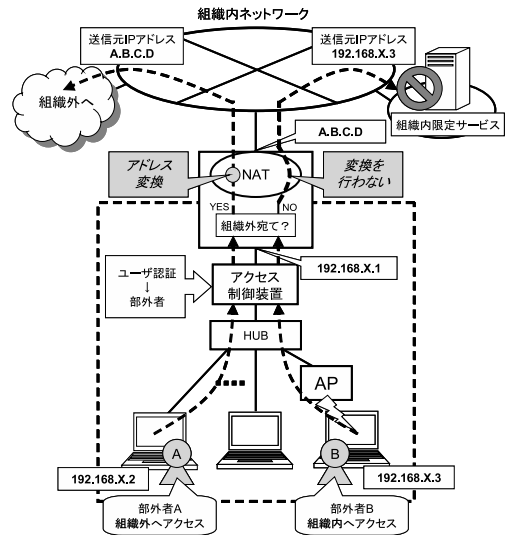 組織内ネットワーク
送信元IPアドレス
A.B.C.D
送信元IPアドレス
192.168.X.3
組織外へ
組織内限定サービス
A.B.C.D
アドレス
変換
NAT
変換を
行わない
YES
NO
組織外宛て?
192.168.X.1
ユーザ認証
↓
部外者
アクセス
制御装置
HUB
AP
A
B
192.168.X.2
192.168.X.3
部外者A
組織外へアクセス
部外者B
組織内へアクセス